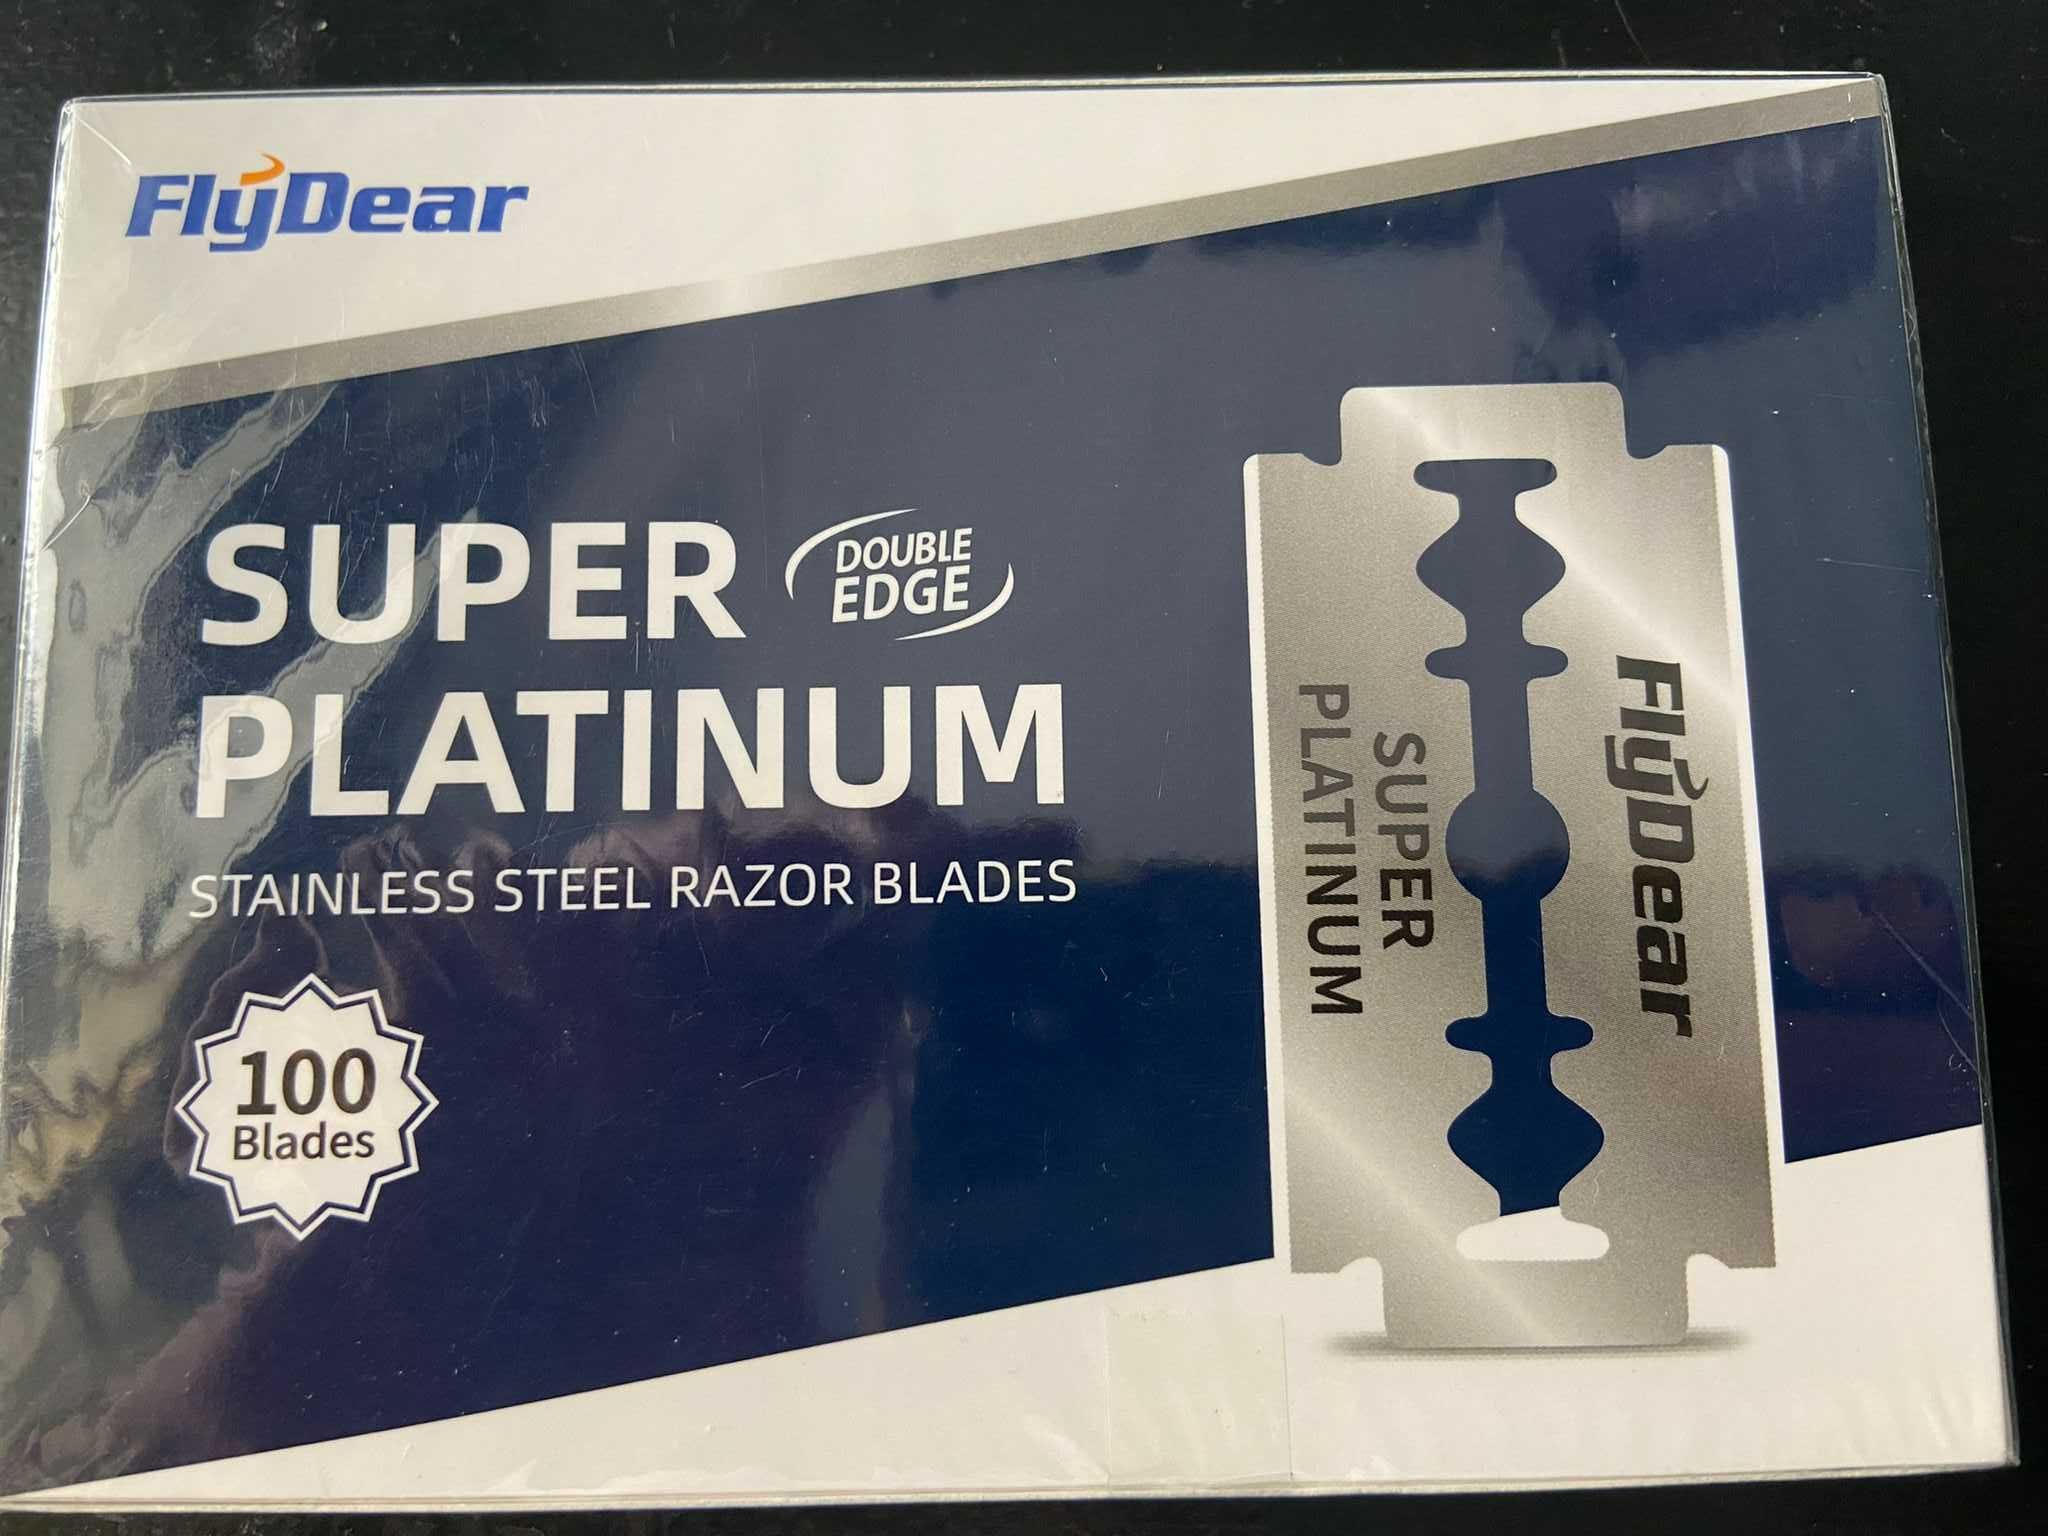 FlyDear
SUPER
DOUBLE
EDGE
PLATINUM
STAINLESS STEEL RAZOR BLADES
100
Blades
FlyDear
SUPER
PLATINUM